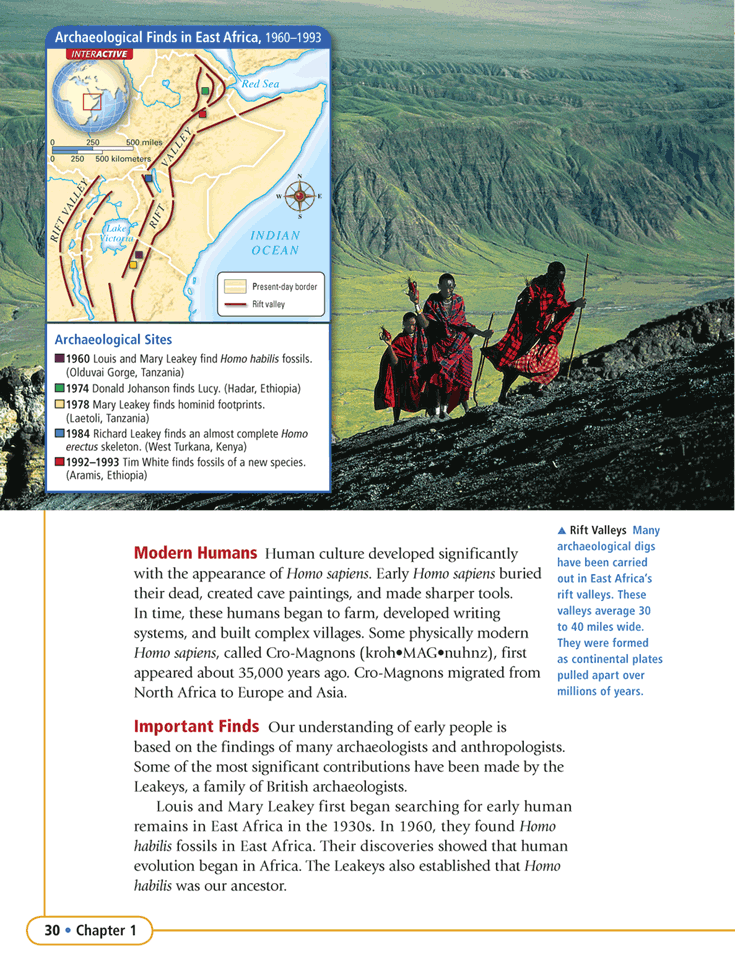 Archaeological Finds in East Africa, 1960–1993
INTERACTIVE
Red Sea
0 250 500 miles
0 250 500 kilometers
RIFT VALLEY
RIFT VALLEY
Lake
Victoria
N
W E
S
INDIAN
OCEAN
Present-day border
Rift valley
Archaeological Sites
1960 Louis and Mary Leakey find Homo habilis fossils.
(Olduvai Gorge, Tanzania)
1974 Donald Johanson finds Lucy. (Hadar, Ethiopia)
1978 Mary Leakey finds hominid footprints.
(Laetoli, Tanzania)
1984 Richard Leakey finds an almost complete Homo
erectus skeleton. (West Turkana, Kenya)
1992–1993 Tim White finds fossils of a new species.
(Aramis, Ethiopia)
▲ Rift Valleys Many
archaeological digs
have been carried
out in East Africa's
rift valleys. These
valleys average 30
to 40 miles wide.
They were formed
as continental plates
pulled apart over
millions of years.
Modern Humans Human culture developed significantly
with the appearance of Homo sapiens. Early Homo sapiens buried
their dead, created cave paintings, and made sharper tools.
In time, these humans began to farm, developed writing
systems, and built complex villages. Some physically modern
Homo sapiens, called Cro-Magnons (kroh•MAG•nuhnz), first
appeared about 35,000 years ago. Cro-Magnons migrated from
North Africa to Europe and Asia.
Important Finds Our understanding of early people is
based on the findings of many archaeologists and anthropologists.
Some of the most significant contributions have been made by the
Leakeys, a family of British archaeologists.
Louis and Mary Leakey first began searching for early human
remains in East Africa in the 1930s. In 1960, they found Homo
habilis fossils in East Africa. Their discoveries showed that human
evolution began in Africa. The Leakeys also established that Homo
habilis was our ancestor.
30 • Chapter 1